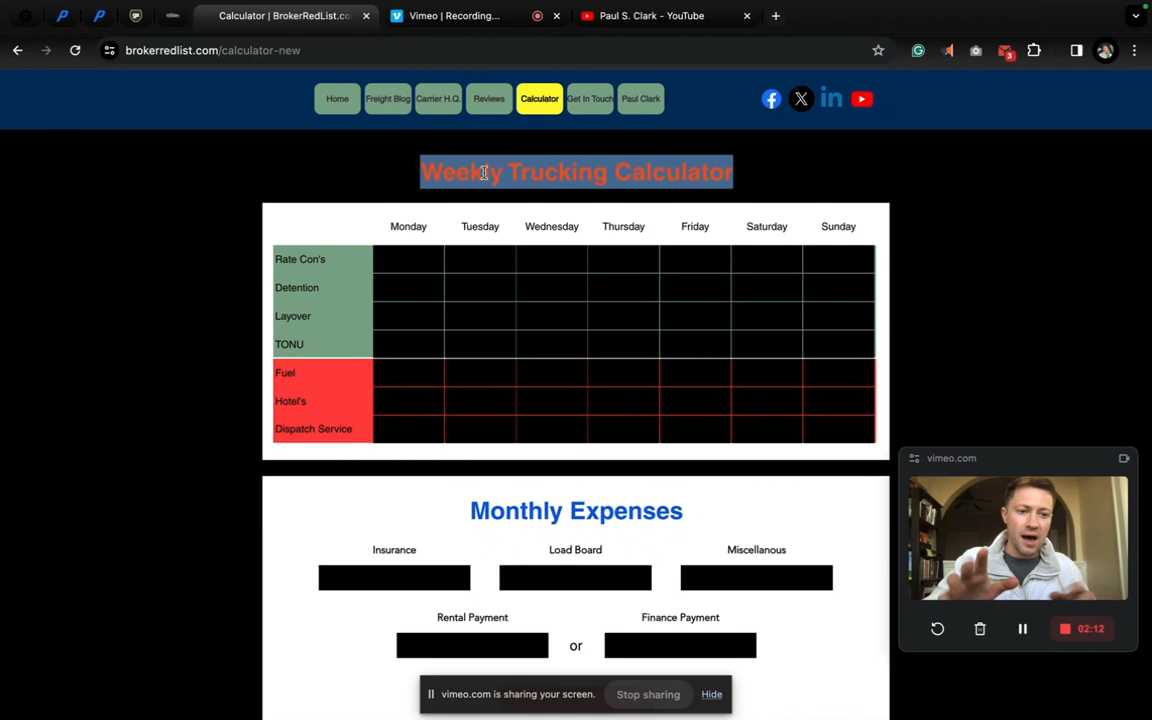 Calculator | BrokerRedList.co
Vimeo | Recording...
Paul S. Clark - YouTube
brokerredlist.com/calculator-new
3
Home
Freight Blog
Carrier H.Q.
Reviews
Calculator
Get In Touch
Paul Clark
Weekly Trucking Calculator
Monday Tuesday Wednesday Thursday Friday Saturday Sunday
Rate Con's
Detention
Layover
TONU
Fuel
Hotel's
Dispatch Service
Monthly Expenses
Insurance Load Board Miscellanous
Rental Payment Finance Payment
or
vimeo.com
02:12
vimeo.com is sharing your screen. Stop sharing Hide